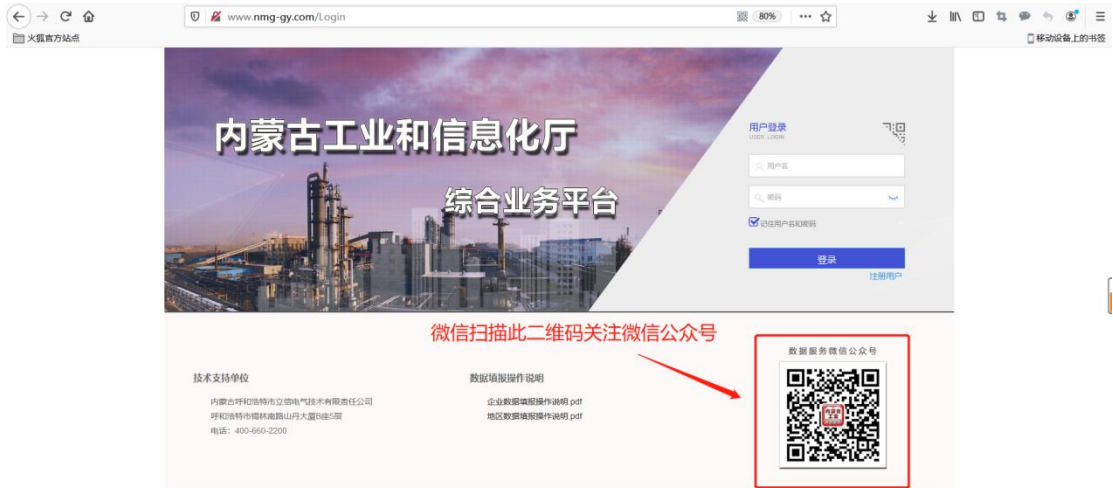 www.nmg-gy.com/Login
80%
火狐官方站点
移动设备上的书签
内蒙古工业和信息化厅
综合业务平台
用户登录
USER LOGIN
用户名
密码
记住用户名和密码
登录
注册用户
微信扫描此二维码关注微信公众号
数据服务微信公众号
技术支持单位
内蒙古呼和浩特市立信电气技术有限责任公司
呼和浩特市锡林南路山丹大厦B座5层
电话：400-660-2200
数据填报操作说明
企业数据填报操作说明.pdf
地区数据填报操作说明.pdf
内蒙古
工业